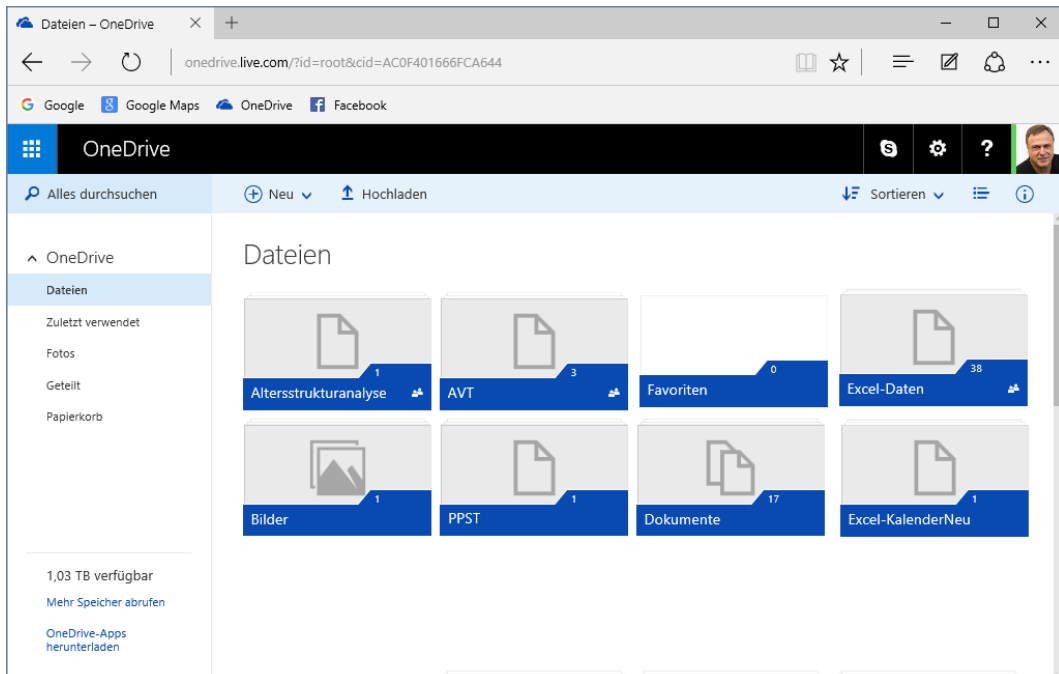 Dateien – OneDrive
onedrive.live.com/?id=root&cid=AC0F401666FCA644
Google
Google Maps
OneDrive
Facebook
OneDrive
?
Alles durchsuchen
Neu
Hochladen
Sortieren
OneDrive
Dateien
Zuletzt verwendet
Fotos
Geteilt
Papierkorb
1,03 TB verfügbar
Mehr Speicher abrufen
OneDrive-Apps
herunterladen
Dateien
1
Altersstrukturanalyse
3
AVT
0
Favoriten
38
Excel-Daten
1
Bilder
1
PPST
17
Dokumente
1
Excel-KalenderNeu